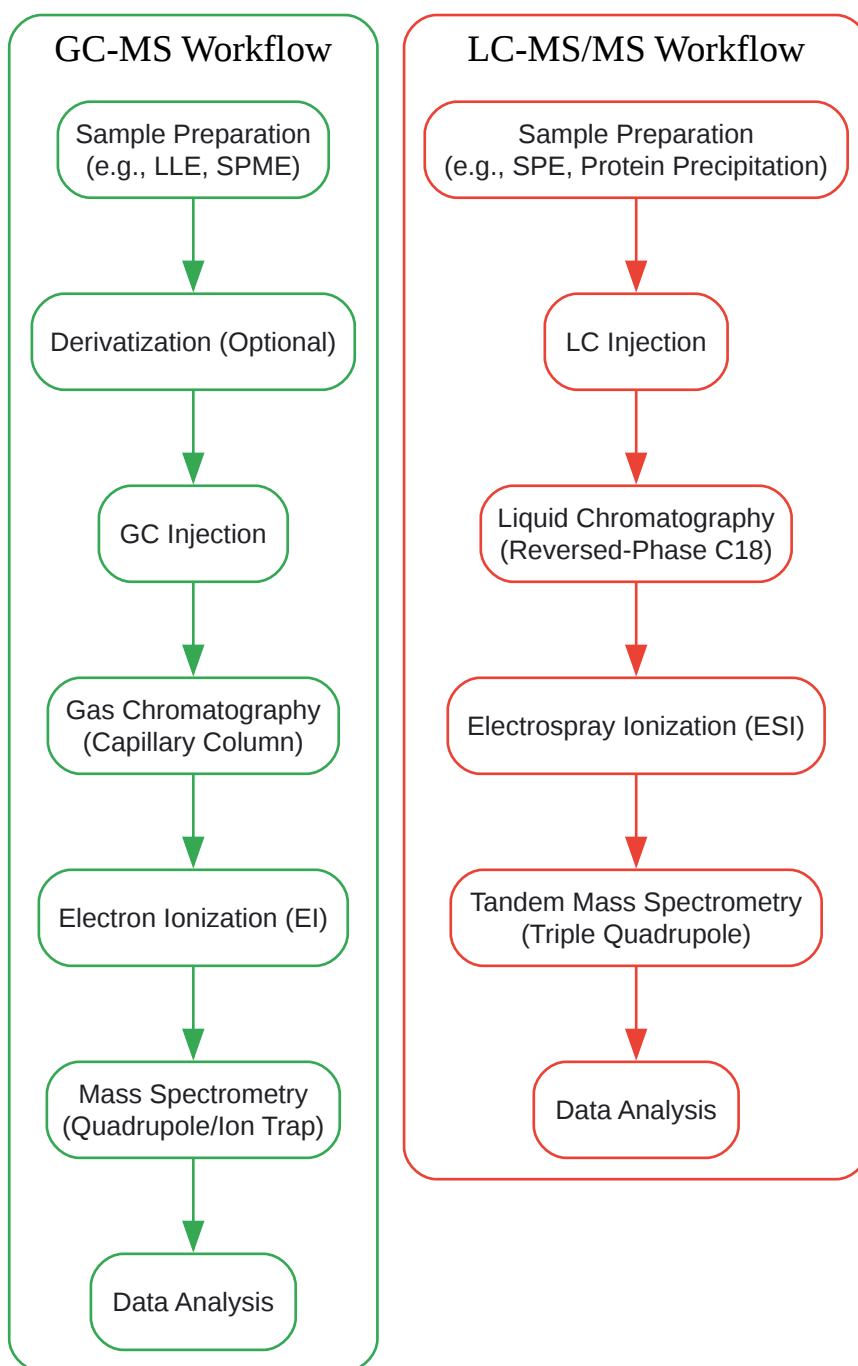 GC-MS Workflow
Sample Preparation
(e.g., LLE, SPME)
Derivatization (Optional)
GC Injection
Gas Chromatography
(Capillary Column)
Electron Ionization (EI)
Mass Spectrometry
(Quadrupole/Ion Trap)
Data Analysis
LC-MS/MS Workflow
Sample Preparation
(e.g., SPE, Protein Precipitation)
LC Injection
Liquid Chromatography
(Reversed-Phase C18)
Electrospray Ionization (ESI)
Tandem Mass Spectrometry
(Triple Quadrupole)
Data Analysis